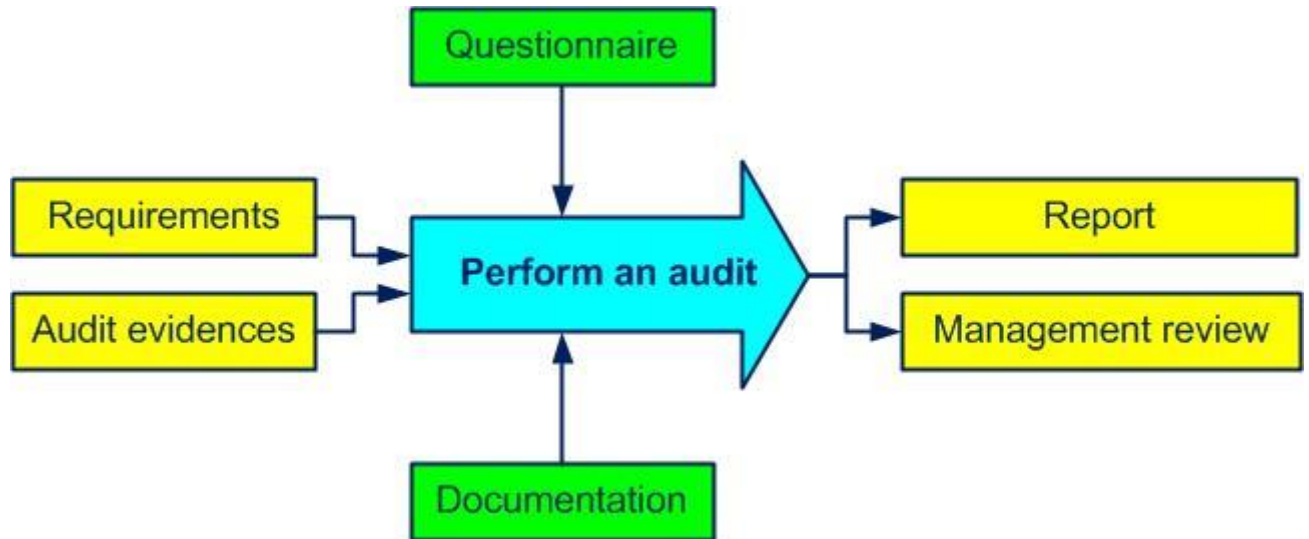 Questionnaire
Requirements
Audit evidences
Perform an audit
Report
Management review
Documentation